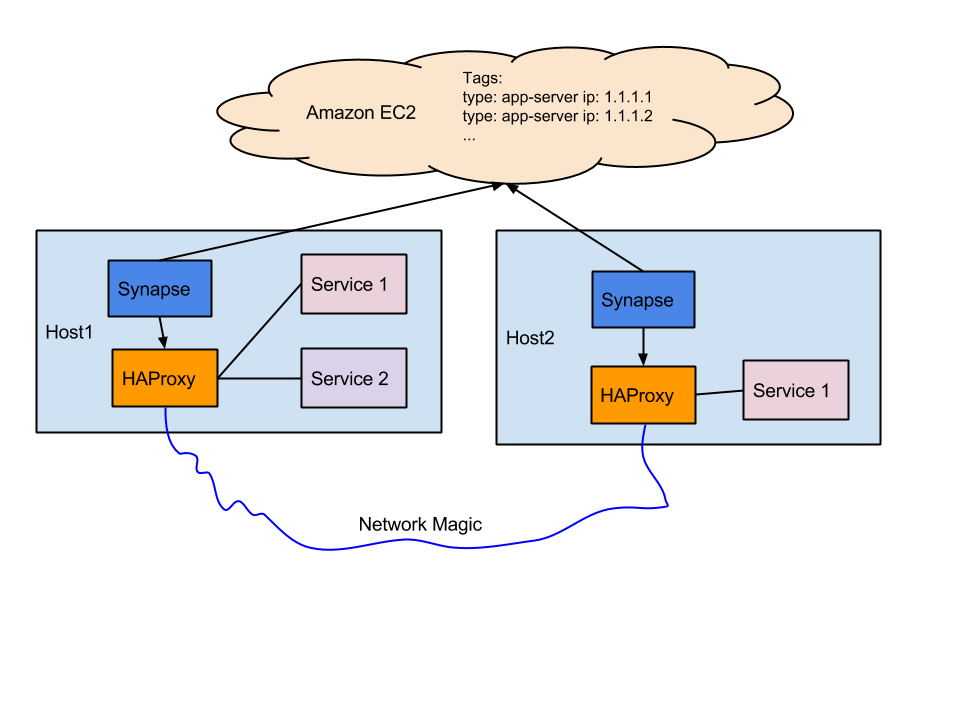 Amazon EC2
Tags:
type: app-server ip: 1.1.1.1
type: app-server ip: 1.1.1.2
...
Host1
Synapse
HAProxy
Service 1
Service 2
Host2
Synapse
HAProxy
Service 1
Network Magic